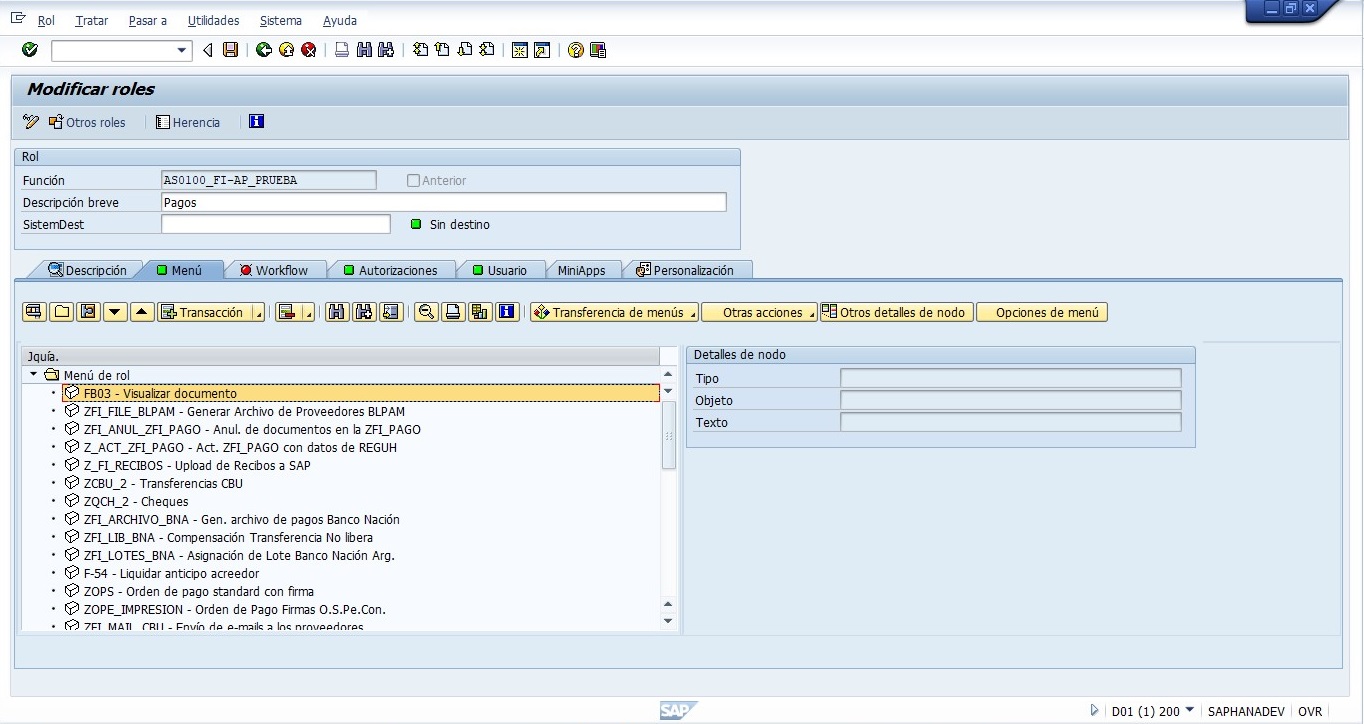 Rol Tratar Pasar a Utilidades Sistema Ayuda
Modificar roles
Otros roles Herencia
Rol
Función AS0100_FI-AP_PRUEBA Anterior
Descripción breve Pagos
SistemDest Sin destino
Descripción Menú Workflow Autorizaciones Usuario MiniApps Personalización
Transacción Transferencia de menús Otras acciones Otros detalles de nodo Opciones de menú
Jquía.
Menú de rol
FB03 - Visualizar documento
ZFI_FILE_BLPAM - Generar Archivo de Proveedores BLPAM
ZFI_ANUL_ZFI_PAGO - Anul. de documentos en la ZFI_PAGO
Z_ACT_ZFI_PAGO - Act. ZFI_PAGO con datos de REGUH
Z_FI_RECIBOS - Upload de Recibos a SAP
ZCBU_2 - Transferencias CBU
ZQCH_2 - Cheques
ZFI_ARCHIVO_BNA - Gen. archivo de pagos Banco Nación
ZFI_LIB_BNA - Compensación Transferencia No libera
ZFI_LOTES_BNA - Asignación de Lote Banco Nación Arg.
F-54 - Liquidar anticipo acreedor
ZOPS - Orden de pago standard con firma
ZOPE_IMPRESION - Orden de Pago Firmas O.S.Pe.Con.
ZFI_MAIL_CBU - Envío de e-mails a los proveedores
Detalles de nodo
Tipo
Objeto
Texto
SAP D01 (1) 200 SAPHANADEV OVR